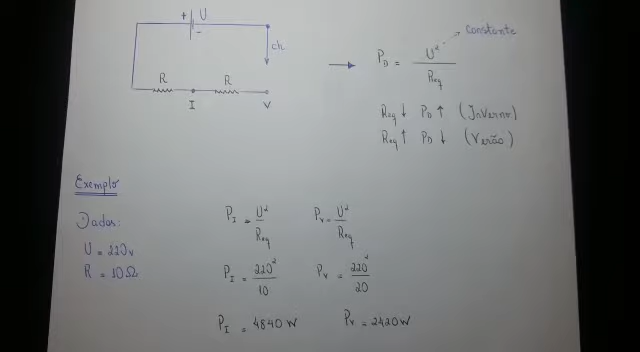 + U
-
ch.
R R
I V
→ P_D = U² / R_eq
Constante
R_eq ↓ P_D ↑ (Inverno)
R_eq ↑ P_D ↓ (Verão)
Exemplo
Dados:
U = 220v
R = 10Ω
P_I = U² / R_eq P_V = U² / R_eq
P_I = 220² / 10 P_V = 220² / 20
P_I = 4840 W P_V = 2420 W